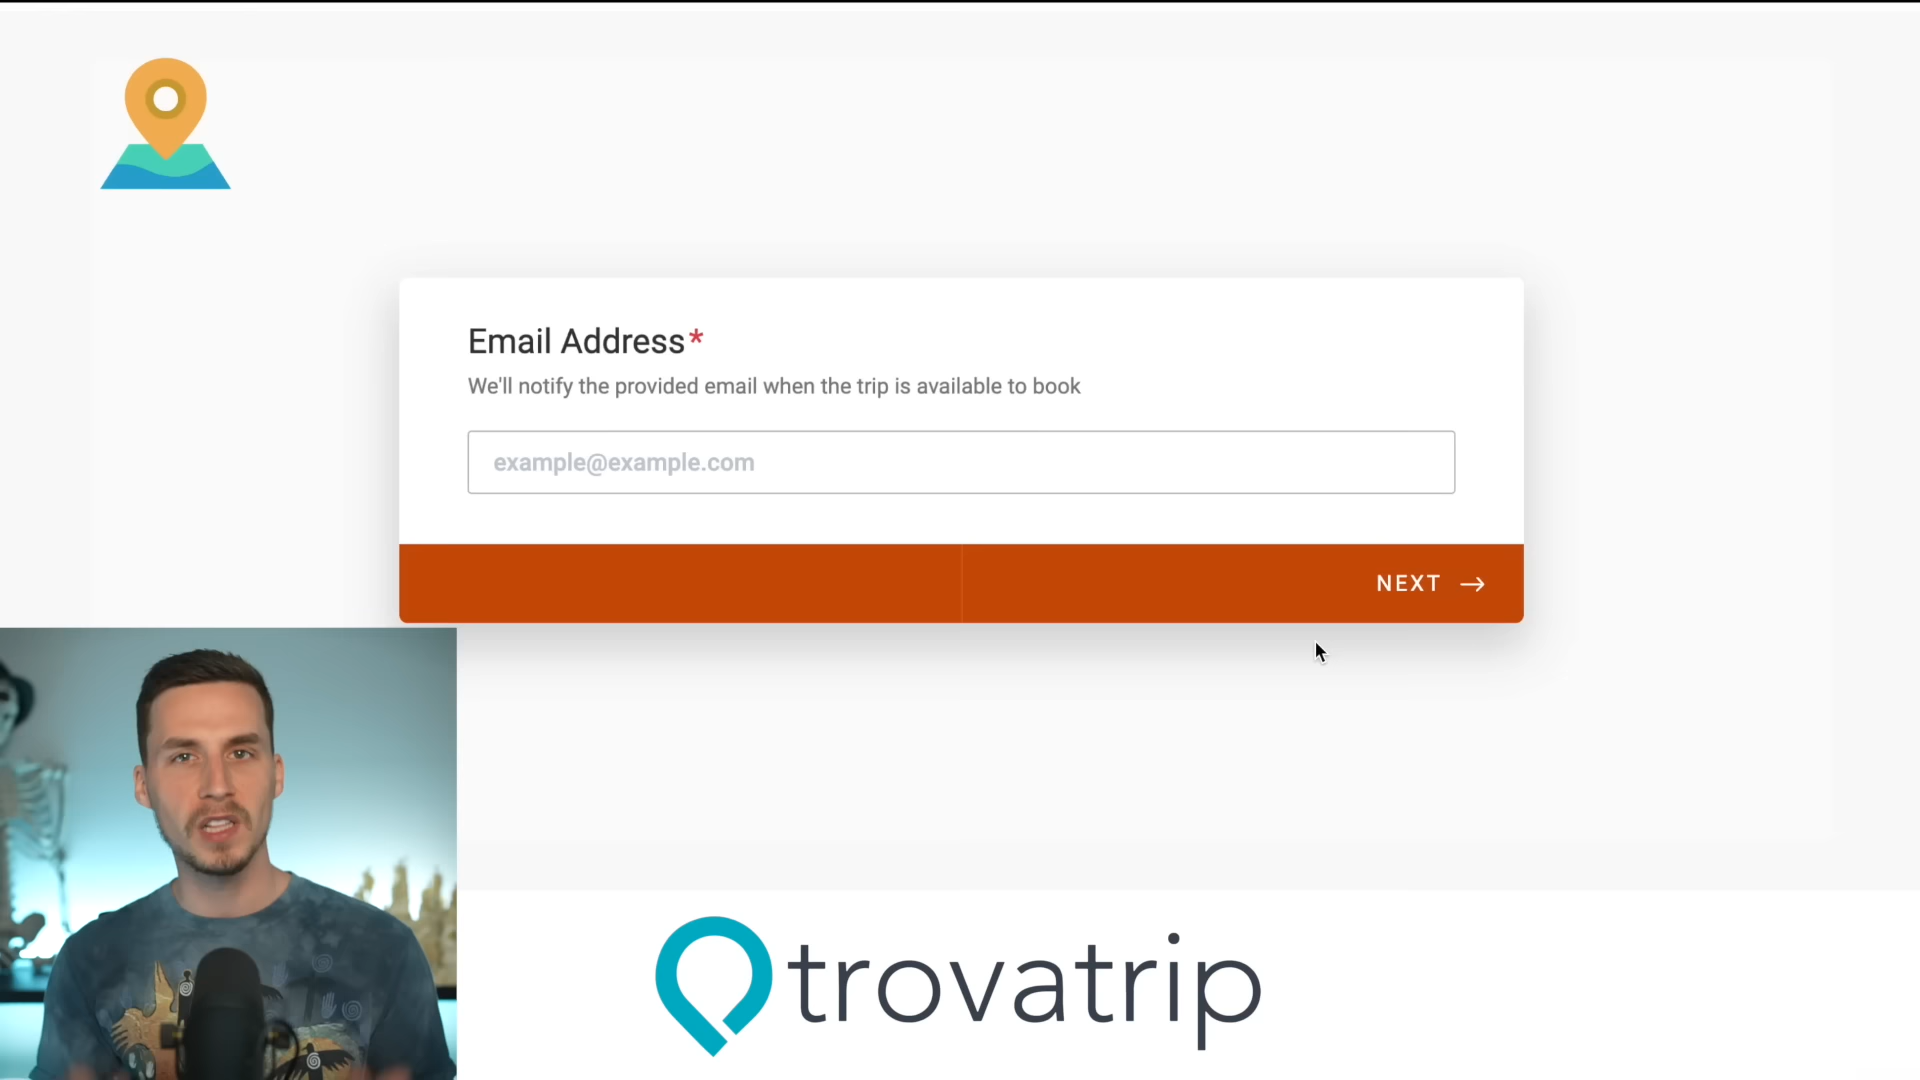 Email Address*
We'll notify the provided email when the trip is available to book
example@example.com
NEXT →
trovatrip